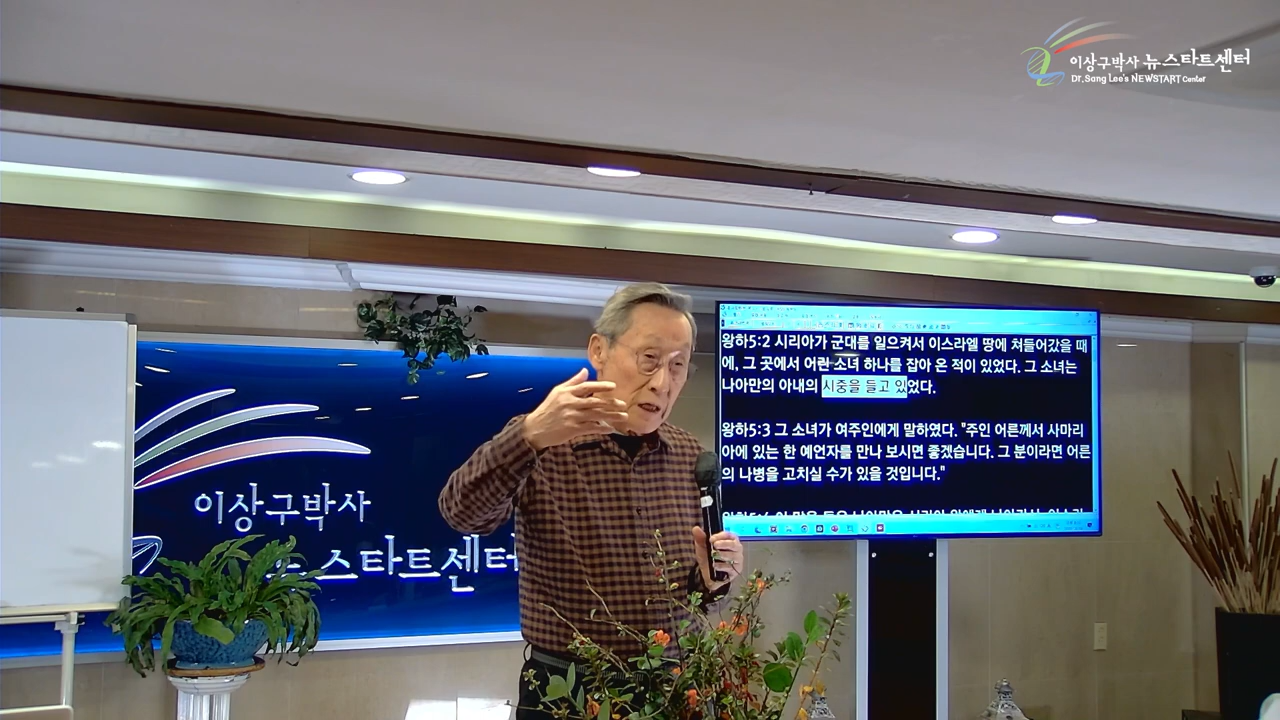 이상구박사 뉴스타트센터
Dr. Sang Lee's NEWSTART Center
왕하5:2 시리아가 군대를 일으켜서 이스라엘 땅에 쳐들어갔을 때
에, 그 곳에서 어린 소녀 하나를 잡아 온 적이 있었다. 그 소녀는
나아만의 아내의 시중을 들고 있었다.
왕하5:3 그 소녀가 여주인에게 말하였다. "주인 어른께서 사마리
아에 있는 한 예언자를 만나 보시면 좋겠습니다. 그 분이라면 어른
의 나병을 고치실 수가 있을 것입니다."
이상구박사
스타트센터